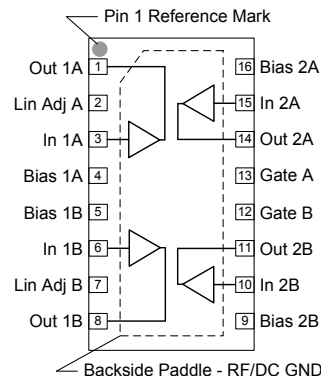 Pin 1 Reference Mark
Out 1A 1
Lin Adj A 2
In 1A 3
Bias 1A 4
Bias 1B 5
In 1B 6
Lin Adj B 7
Out 1B 8
16 Bias 2A
15 In 2A
14 Out 2A
13 Gate A
12 Gate B
11 Out 2B
10 In 2B
9 Bias 2B
Backside Paddle - RF/DC GND